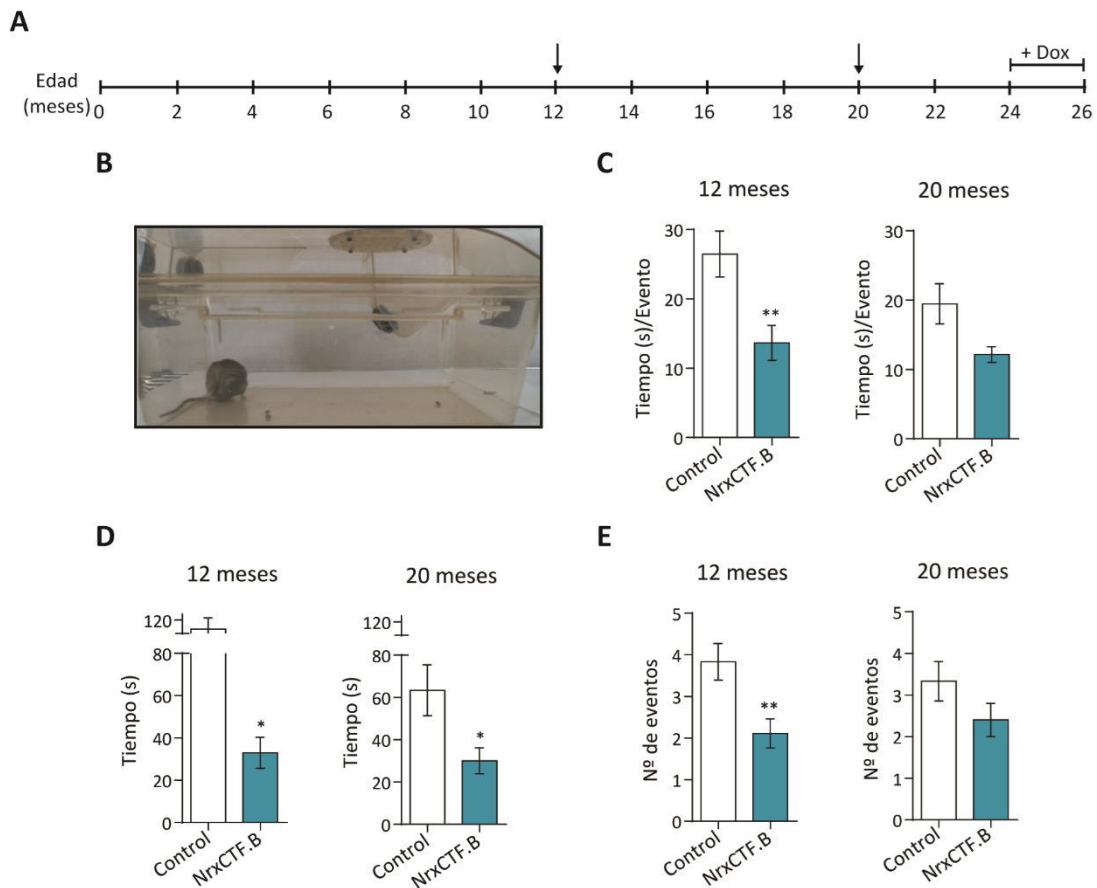 A
+ Dox
Edad
(meses)
0 2 4 6 8 10 12 14 16 18 20 22 24 26
B
C
12 meses
20 meses
Tiempo (s)/Evento
30
20
10
0
Control
NrxCTF.B
**
Tiempo (s)/Evento
30
20
10
0
Control
NrxCTF.B
D
12 meses
20 meses
Tiempo (s)
120
80
60
40
20
0
Control
NrxCTF.B
*
Tiempo (s)
120
80
60
40
20
0
Control
NrxCTF.B
*
E
12 meses
20 meses
Nº de eventos
5
4
3
2
1
0
Control
NrxCTF.B
**
Nº de eventos
5
4
3
2
1
0
Control
NrxCTF.B